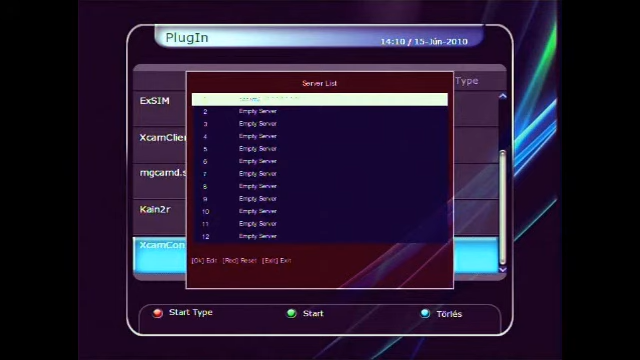 PlugIn
14:10 / 15-Jún-2010
Type
Server List
ExSIM
2 Empty Server
3 Empty Server
XcamClie
4 Empty Server
5 Empty Server
6 Empty Server
mgcamd.s
7 Empty Server
8 Empty Server
9 Empty Server
Kain2r
10 Empty Server
11 Empty Server
12 Empty Server
XcamCon
[Ok] Edit [Red] Reset [Exit] Exit
Start Type Start Törlés